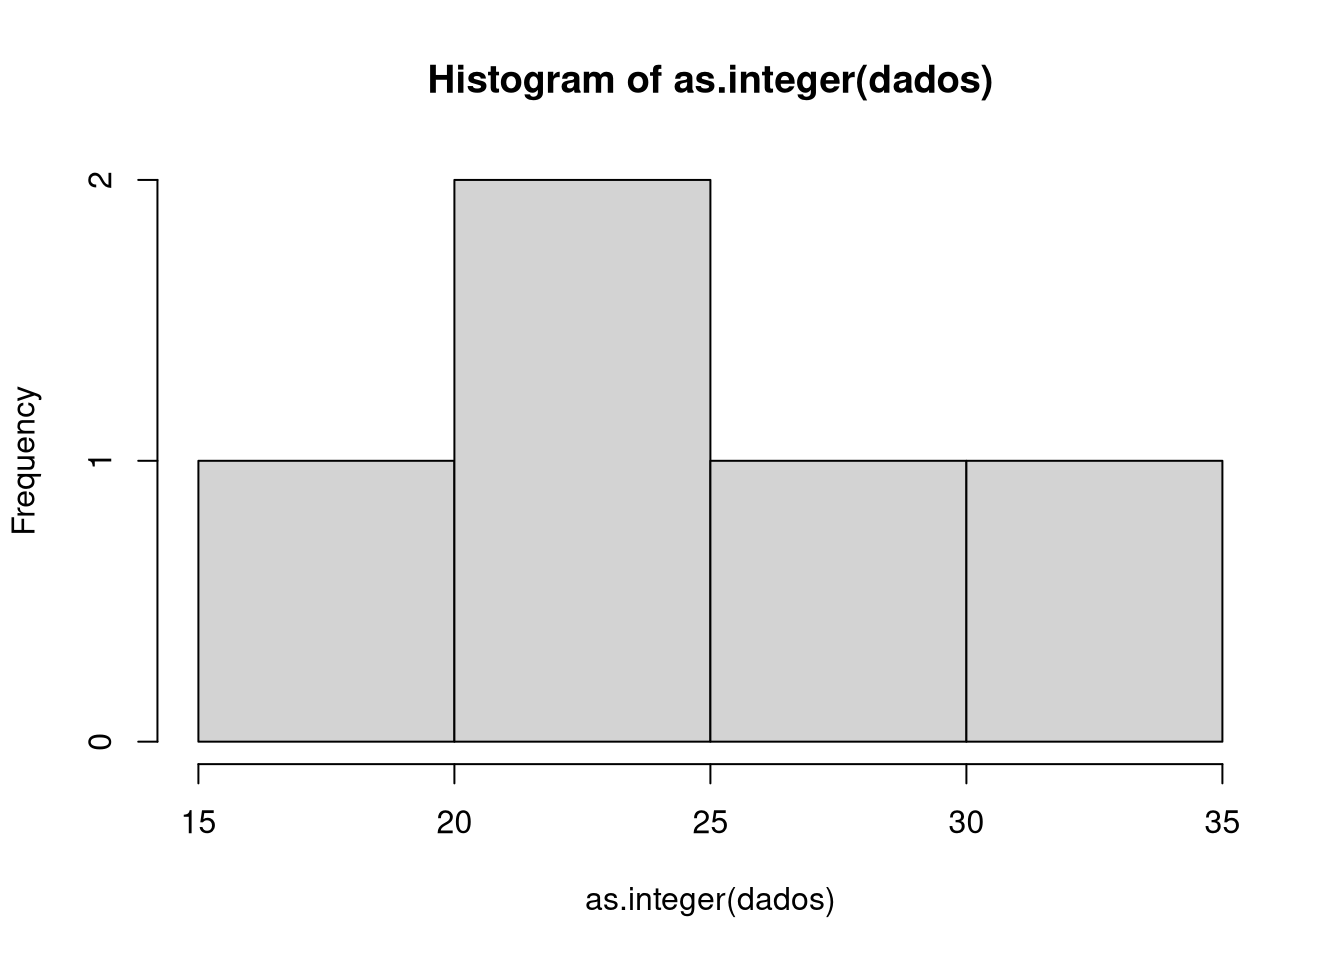 Histogram of as.integer(dados)
Frequency
2
1
0
15 20 25 30 35
as.integer(dados)